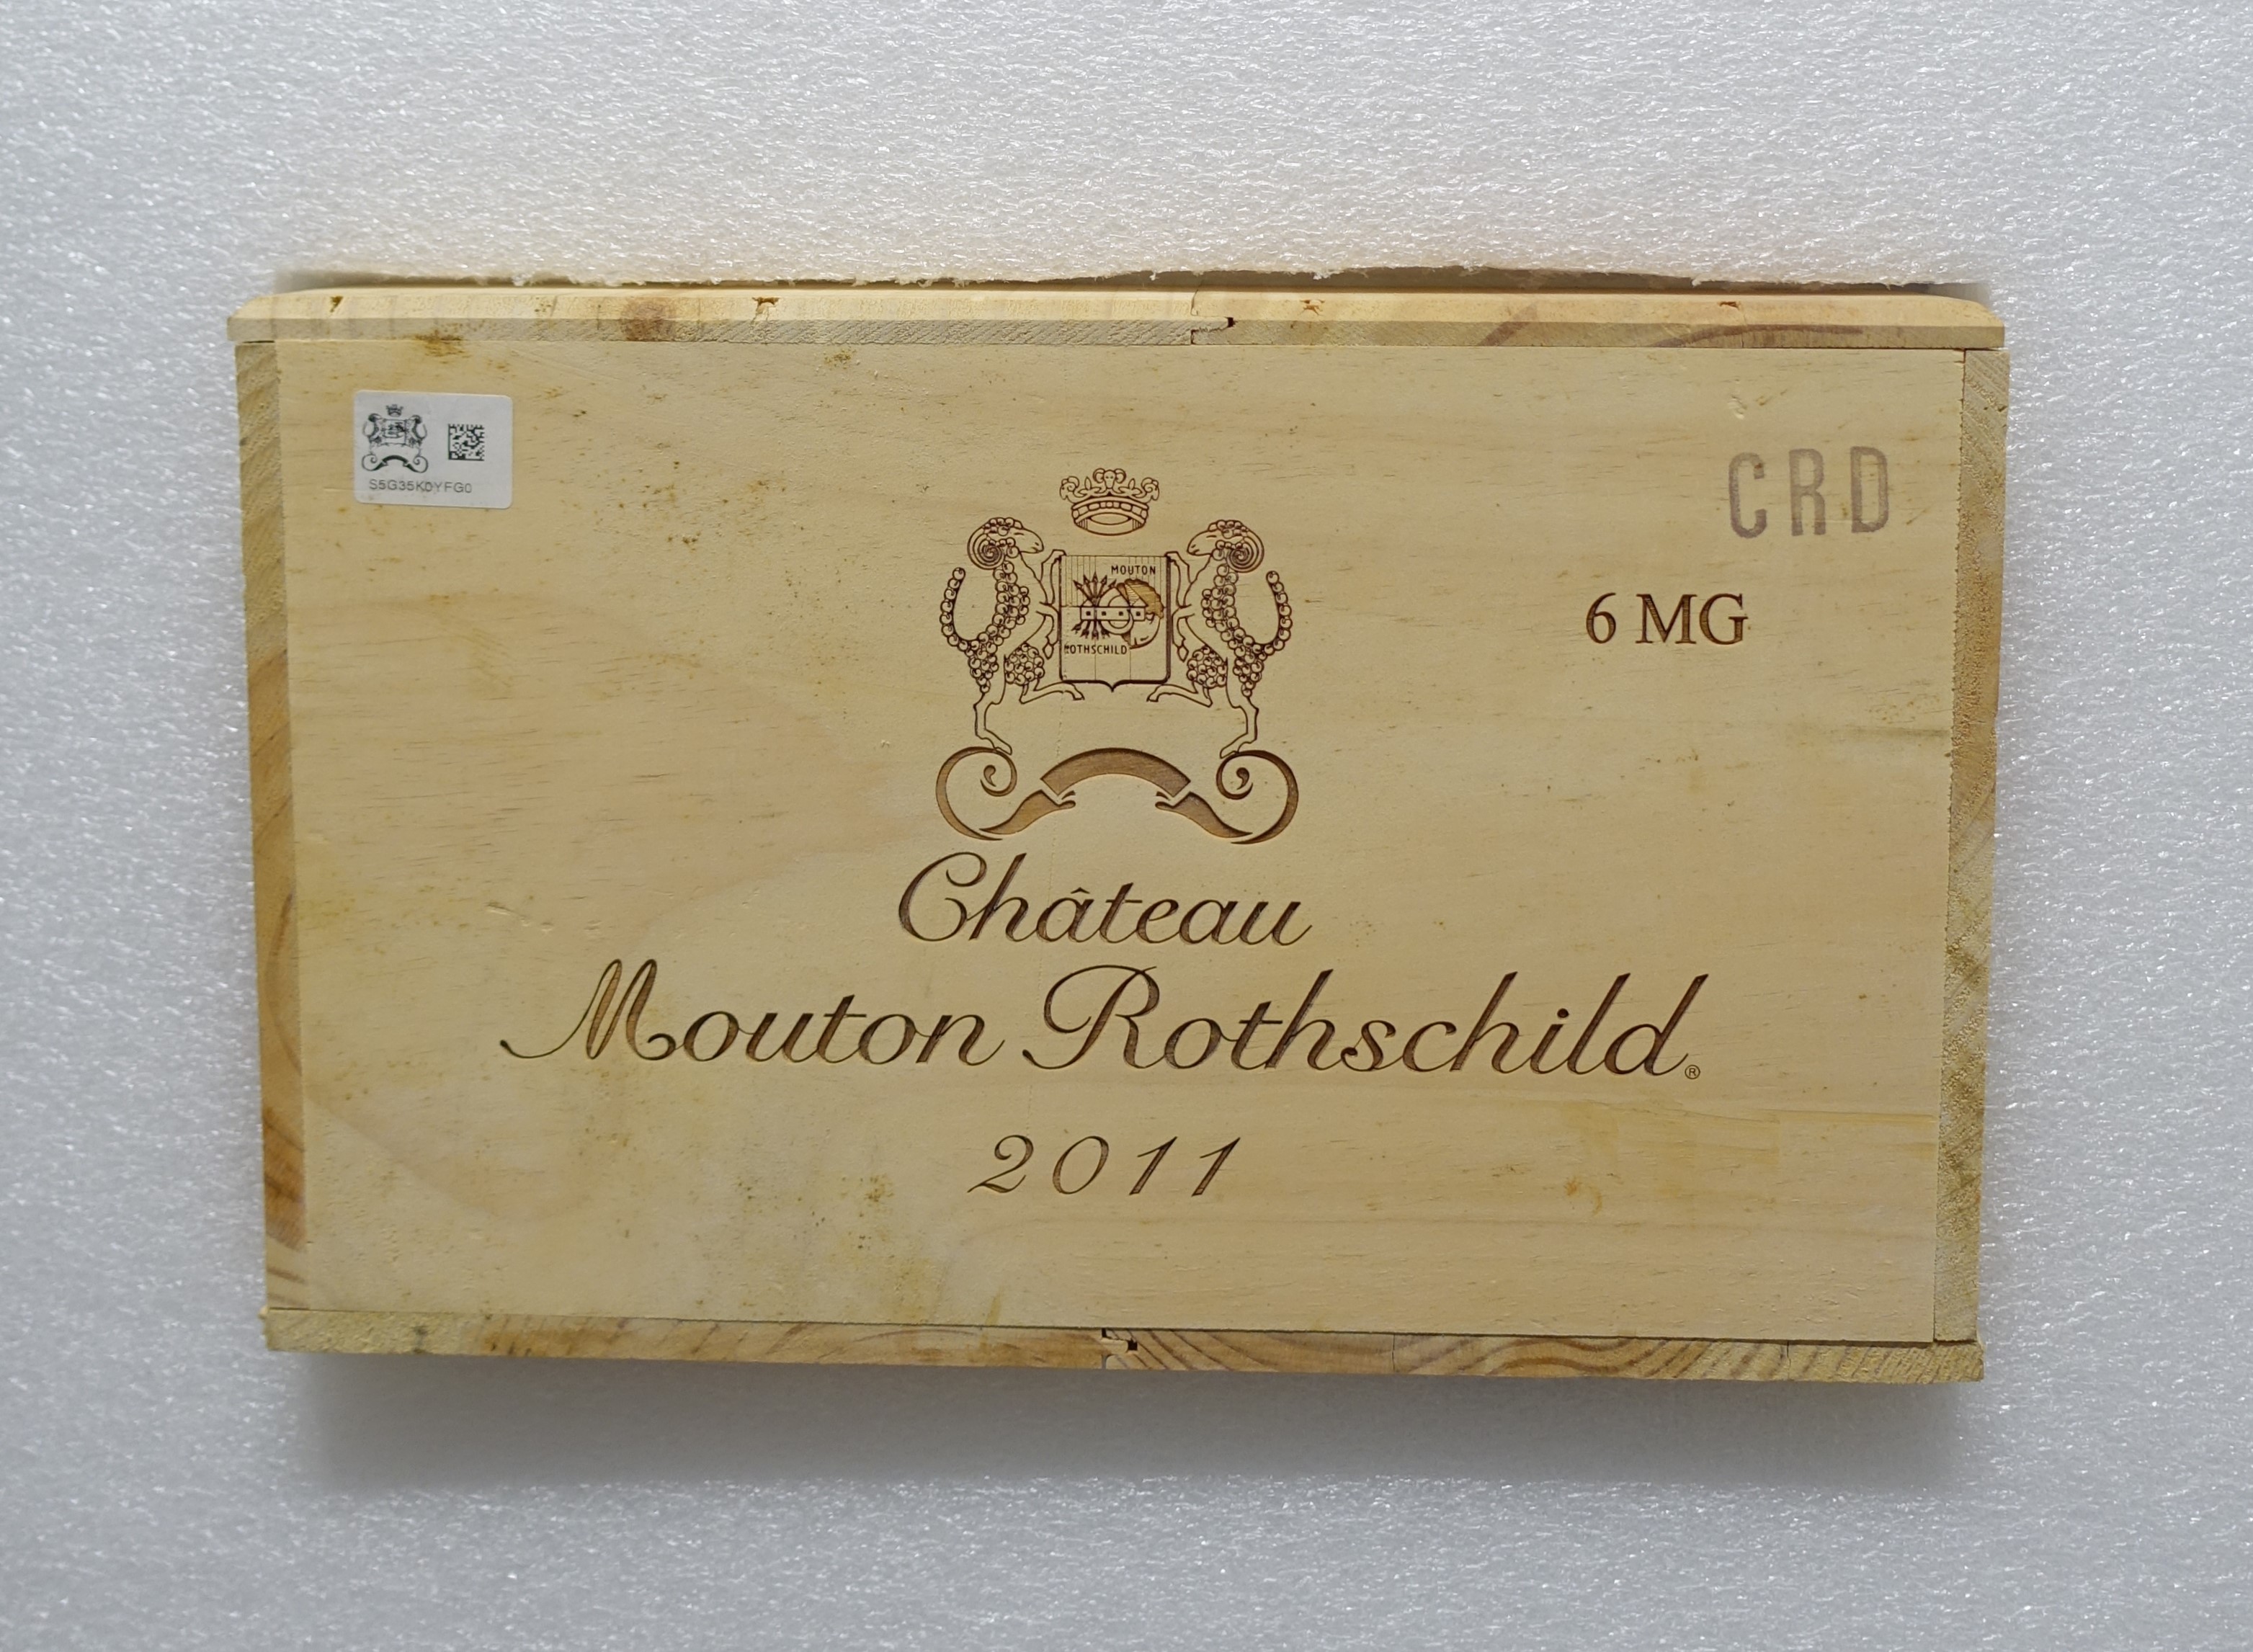 S5G35KDYFG0
CRD
6 MG
MOUTON
ROTHSCHILD
Château
Mouton Rothschild®
2011